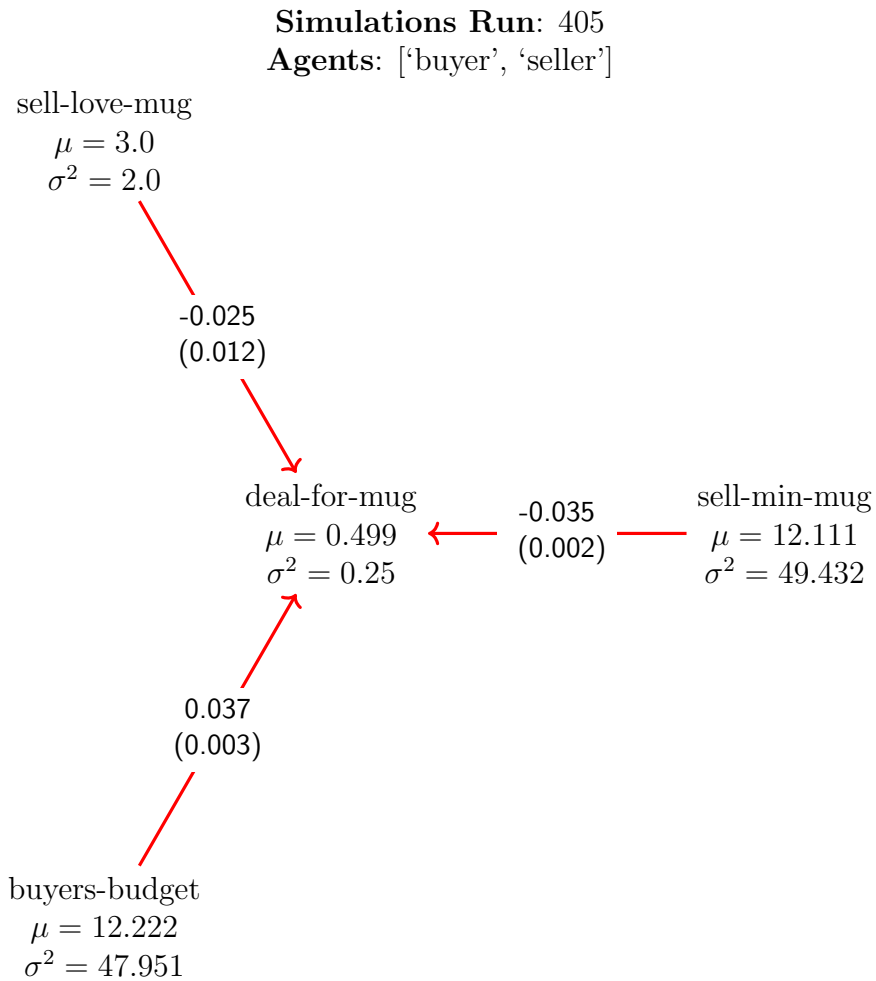 Simulations Run: 405
Agents: [‘buyer’, ‘seller’]
sell-love-mug
μ = 3.0
σ² = 2.0
-0.025
(0.012)
deal-for-mug
μ = 0.499
σ² = 0.25
-0.035
(0.002)
sell-min-mug
μ = 12.111
σ² = 49.432
0.037
(0.003)
buyers-budget
μ = 12.222
σ² = 47.951